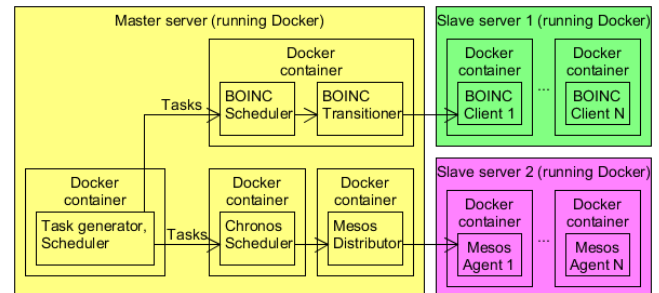 Master server (running Docker)
Docker
container
BOINC
Scheduler
BOINC
Transitioner
Tasks
Docker
container
Task generator,
Scheduler
Tasks
Docker
container
Chronos
Scheduler
Docker
container
Mesos
Distributor
Slave server 1 (running Docker)
Docker
container
BOINC
Client 1
...
Docker
container
BOINC
Client N
Slave server 2 (running Docker)
Docker
container
Mesos
Agent 1
...
Docker
container
Mesos
Agent N